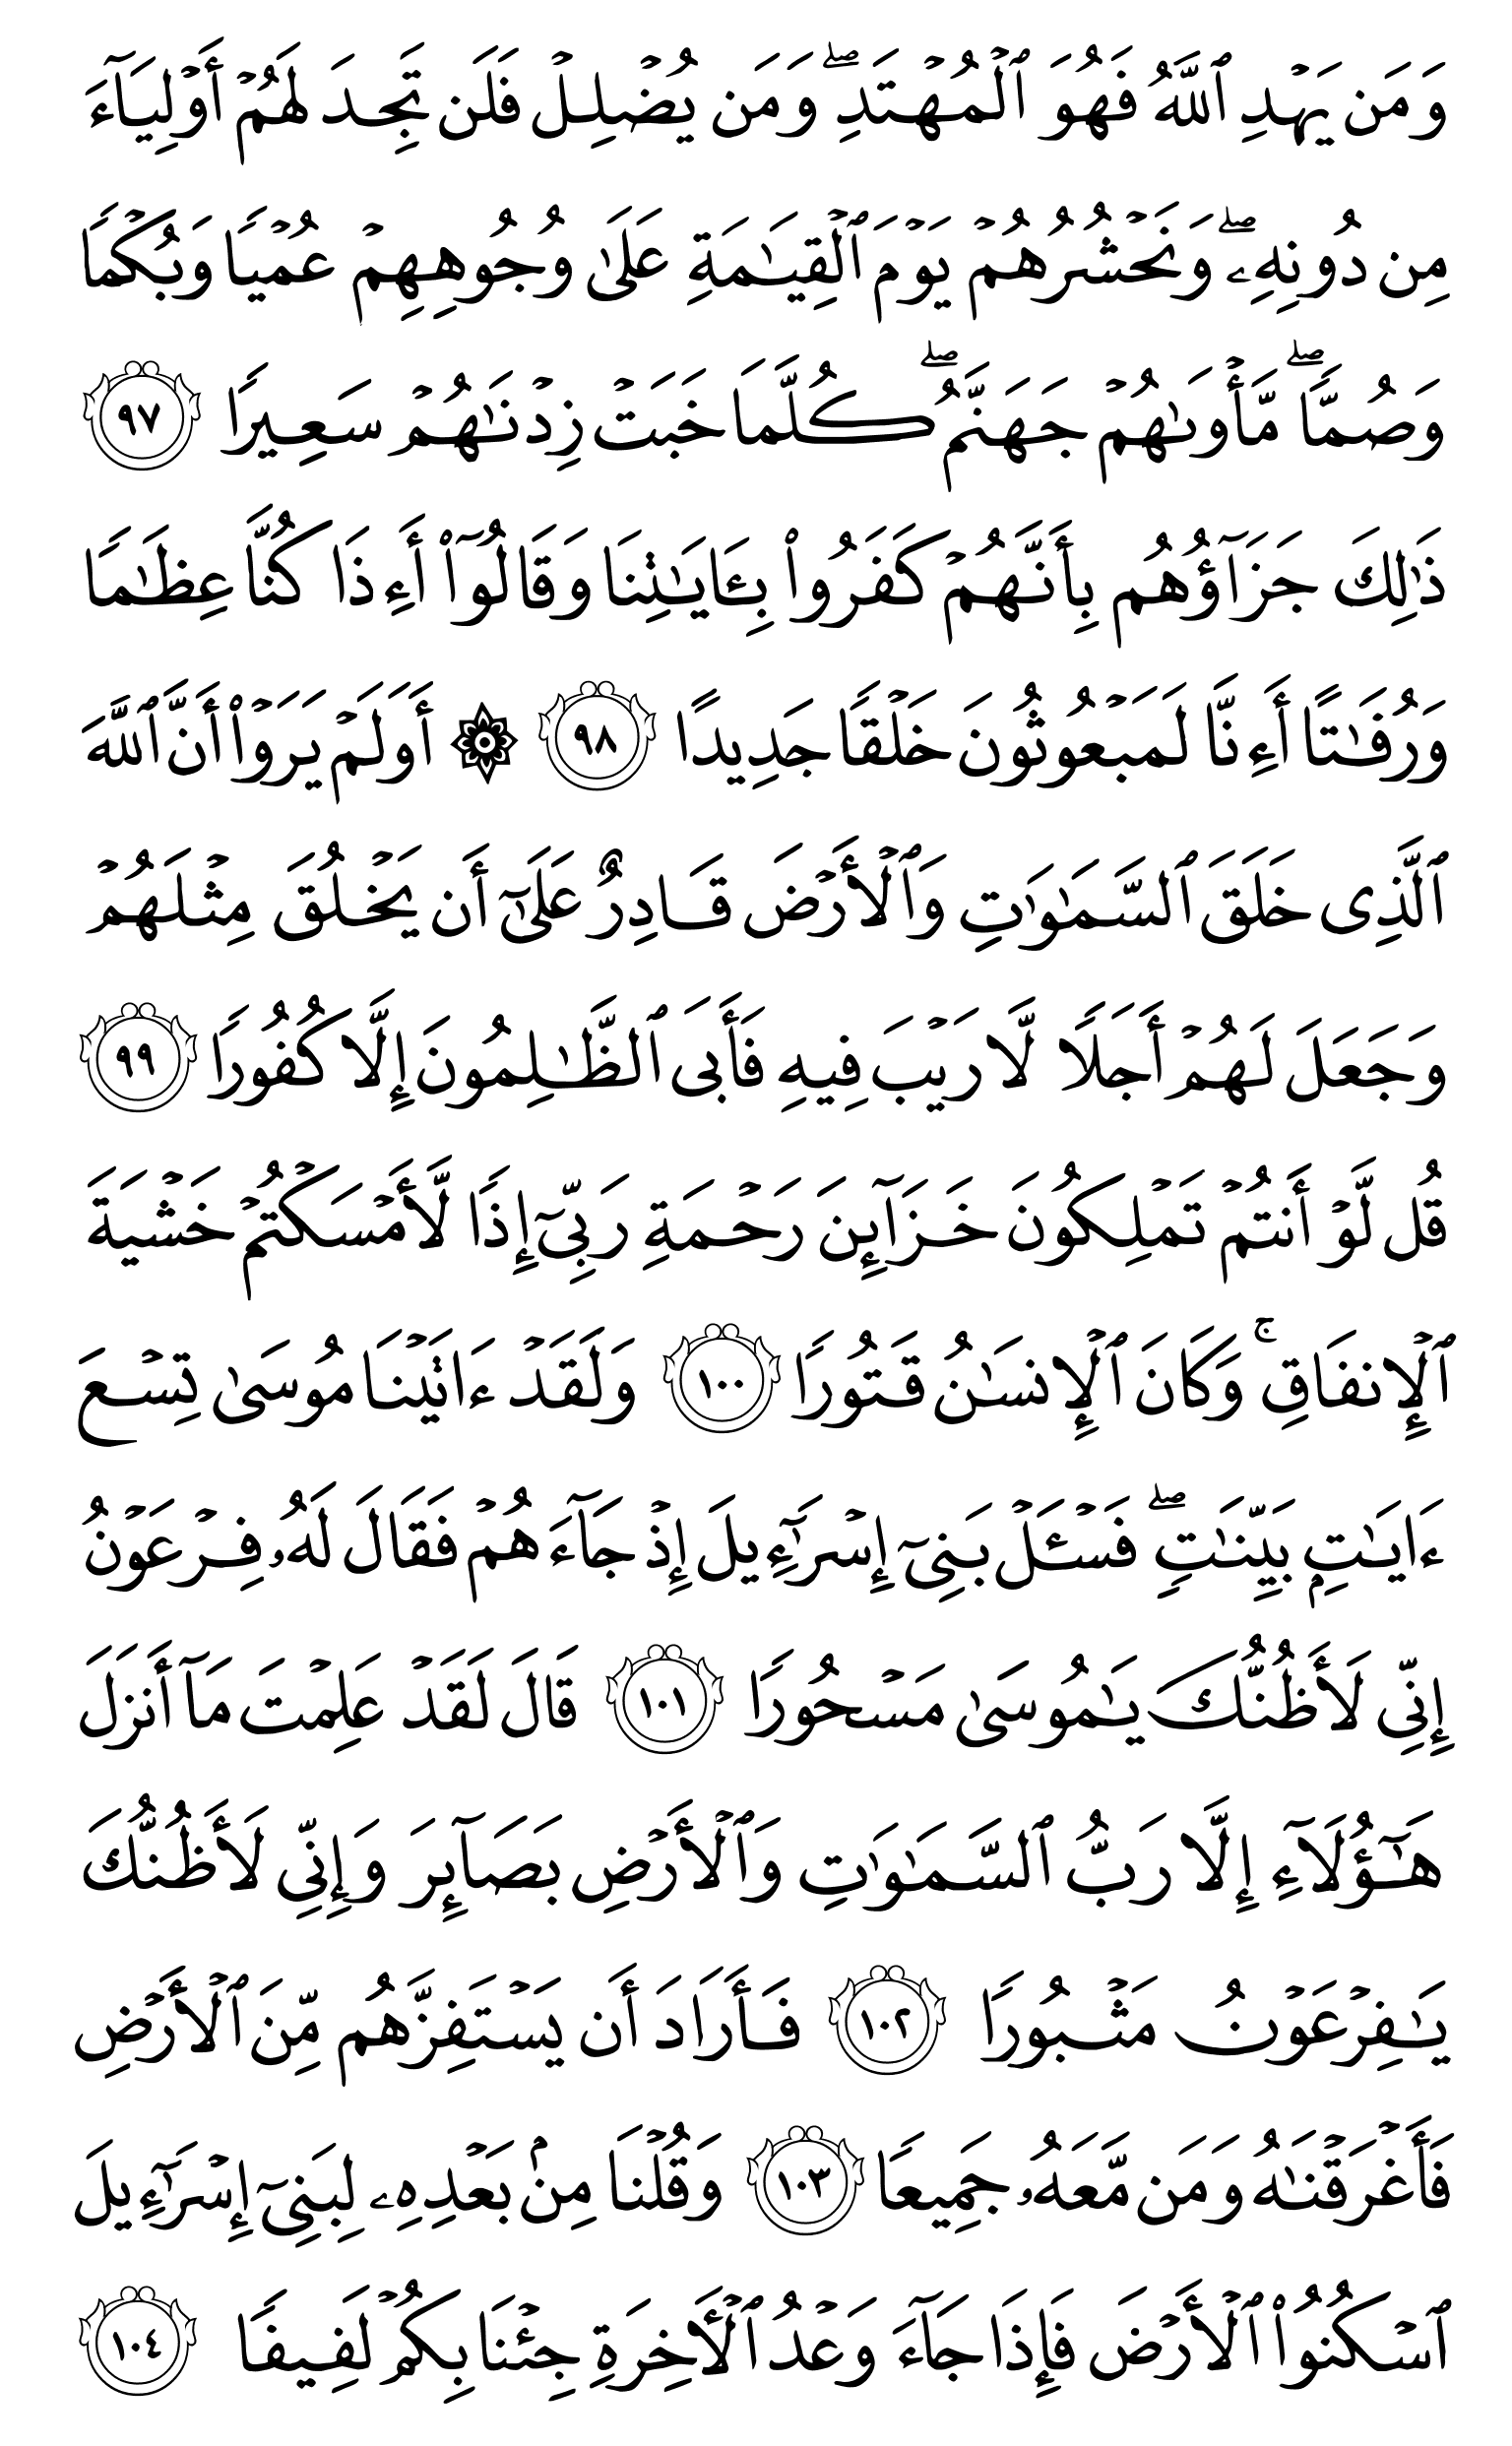 وَمَن يَهۡدِ ٱللَّهُ فَهُوَ ٱلۡمُهۡتَدِۖ وَمَن يُضۡلِلۡ فَلَن تَجِدَ لَهُمۡ أَوۡلِيَآءَ
مِن دُونِهِۦۖ وَنَحۡشُرُهُمۡ يَوۡمَ ٱلۡقِيَٰمَةِ عَلَىٰ وُجُوهِهِمۡ عُمۡيٗا وَبُكۡمٗا
وَصُمّٗاۖ مَّأۡوَىٰهُمۡ جَهَنَّمُۖ كُلَّمَا خَبَتۡ زِدۡنَٰهُمۡ سَعِيرٗا ٩٧
ذَٰلِكَ جَزَآؤُهُم بِأَنَّهُمۡ كَفَرُواْ بِـَٔايَٰتِنَا وَقَالُوٓاْ أَءِذَا كُنَّا عِظَٰمٗا
وَرُفَٰتًا أَءِنَّا لَمَبۡعُوثُونَ خَلۡقٗا جَدِيدًا ٩٨ ۞ أَوَلَمۡ يَرَوۡاْ أَنَّ ٱللَّهَ
ٱلَّذِي خَلَقَ ٱلسَّمَٰوَٰتِ وَٱلۡأَرۡضَ قَادِرٌ عَلَىٰٓ أَن يَخۡلُقَ مِثۡلَهُمۡ
وَجَعَلَ لَهُمۡ أَجَلٗا لَّا رَيۡبَ فِيهِ فَأَبَى ٱلظَّٰلِمُونَ إِلَّا كُفُورٗا ٩٩
قُل لَّوۡ أَنتُمۡ تَمۡلِكُونَ خَزَآئِنَ رَحۡمَةِ رَبِّيٓ إِذٗا لَّأَمۡسَكۡتُمۡ خَشۡيَةَ
ٱلۡإِنفَاقِۚ وَكَانَ ٱلۡإِنسَٰنُ قَتُورٗا ١٠٠ وَلَقَدۡ ءَاتَيۡنَا مُوسَىٰ تِسۡعَ
ءَايَٰتِۭ بَيِّنَٰتٖۖ فَسۡـَٔلۡ بَنِيٓ إِسۡرَٰٓءِيلَ إِذۡ جَآءَهُمۡ فَقَالَ لَهُۥ فِرۡعَوۡنُ
إِنِّي لَأَظُنُّكَ يَٰمُوسَىٰ مَسۡحُورٗا ١٠١ قَالَ لَقَدۡ عَلِمۡتَ مَآ أَنزَلَ
هَٰٓؤُلَآءِ إِلَّا رَبُّ ٱلسَّمَٰوَٰتِ وَٱلۡأَرۡضِ بَصَآئِرَ وَإِنِّي لَأَظُنُّكَ
يَٰفِرۡعَوۡنُ مَثۡبُورٗا ١٠٢ فَأَرَادَ أَن يَسۡتَفِزَّهُم مِّنَ ٱلۡأَرۡضِ
فَأَغۡرَقۡنَٰهُ وَمَن مَّعَهُۥ جَمِيعٗا ١٠٣ وَقُلۡنَا مِنۢ بَعۡدِهِۦ لِبَنِيٓ إِسۡرَٰٓءِيلَ
ٱسۡكُنُواْ ٱلۡأَرۡضَ فَإِذَا جَآءَ وَعۡدُ ٱلۡأٓخِرَةِ جِئۡنَا بِكُمۡ لَفِيفٗا ١٠٤